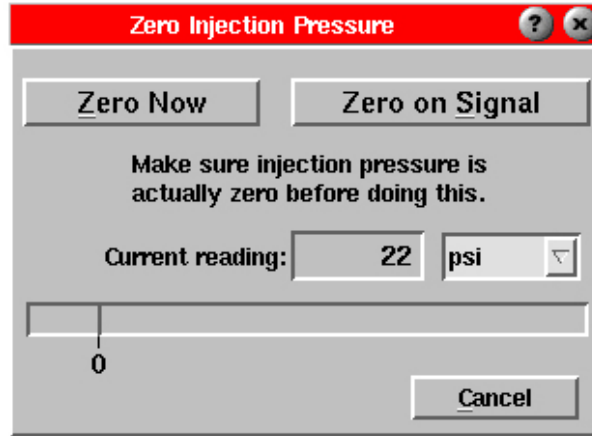 Zero Injection Pressure ? ×
Zero Now Zero on Signal
Make sure injection pressure is
actually zero before doing this.
Current reading: 22 psi
0
Cancel